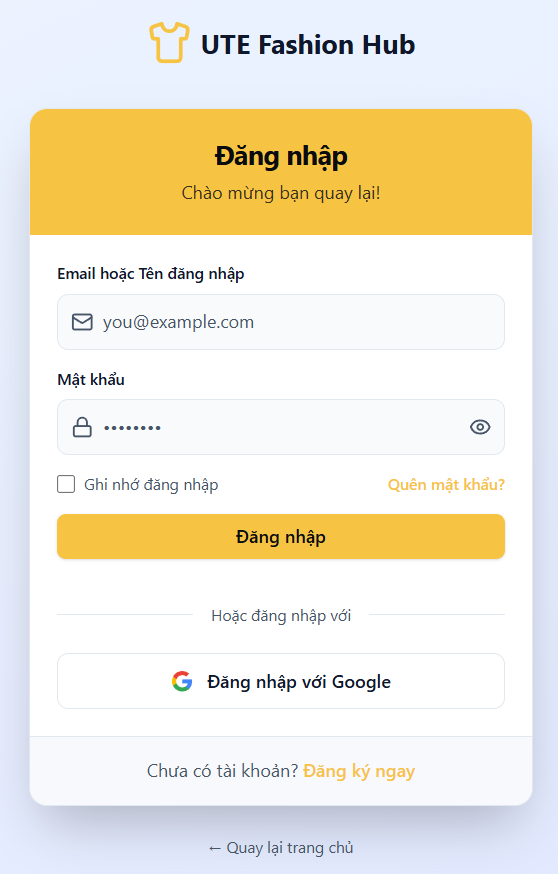 UTE Fashion Hub
Đăng nhập
Chào mừng bạn quay lại!
Email hoặc Tên đăng nhập
you@example.com
Mật khẩu
••••••••
Ghi nhớ đăng nhập
Quên mật khẩu?
Đăng nhập
Hoặc đăng nhập với
Đăng nhập với Google
Chưa có tài khoản? Đăng ký ngay
← Quay lại trang chủ